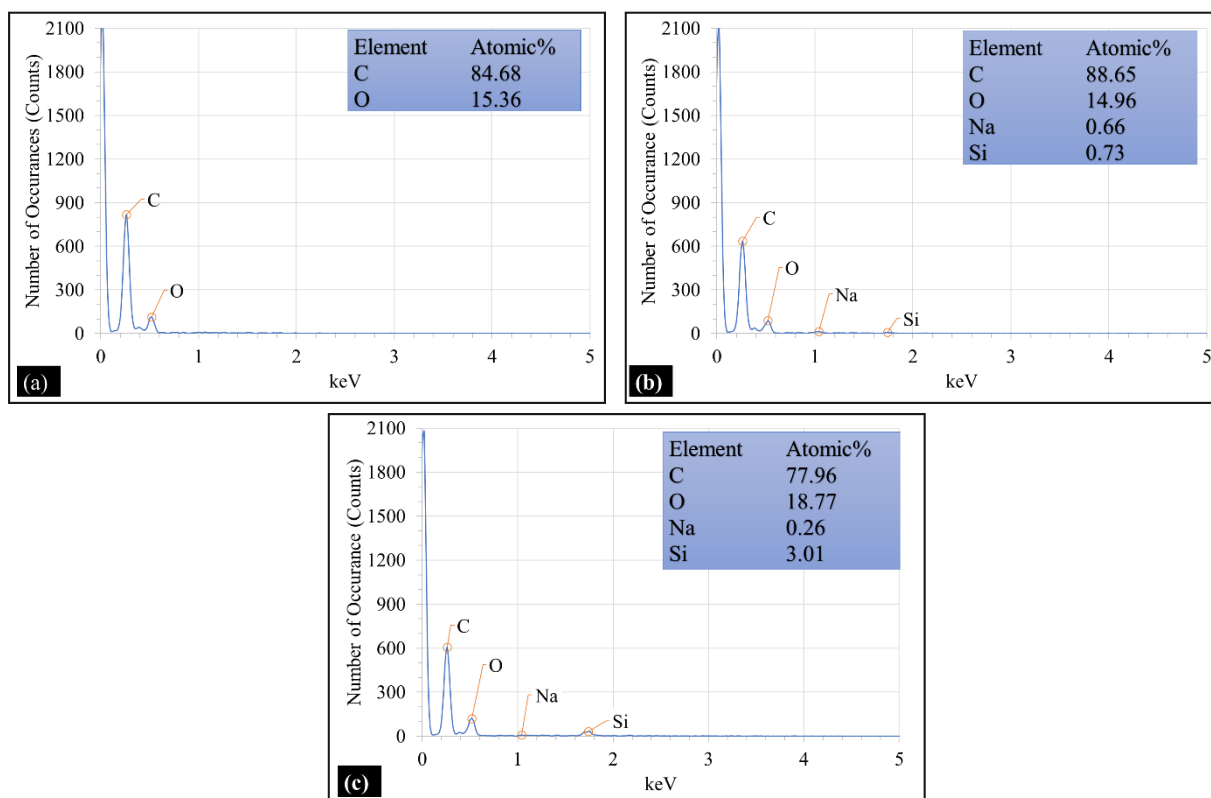 Number of Occurances (Counts)
2100
1800
1500
1200
900
600
300
0
Element Atomic%
C 84.68
O 15.36
C
O
0 1 2 3 4 5
keV
(a)
Number of Occurance (Counts)
2100
1800
1500
1200
900
600
300
0
Element Atomic%
C 88.65
O 14.96
Na 0.66
Si 0.73
C
O
Na
Si
0 1 2 3 4 5
keV
(b)
Number of Occurance (Counts)
2100
1800
1500
1200
900
600
300
0
Element Atomic%
C 77.96
O 18.77
Na 0.26
Si 3.01
C
O
Na
Si
0 1 2 3 4 5
keV
(c)